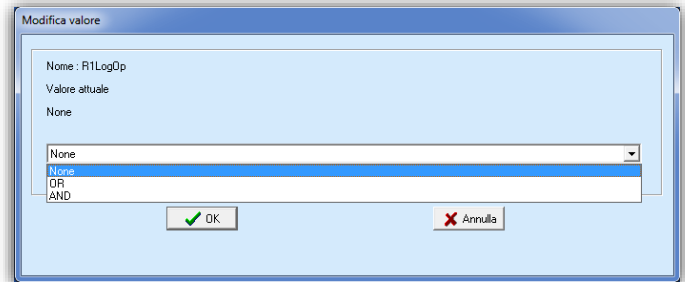 Modifica valore
Nome : R1LogOp
Valore attuale
None
None
None
OR
AND
OK
Annulla